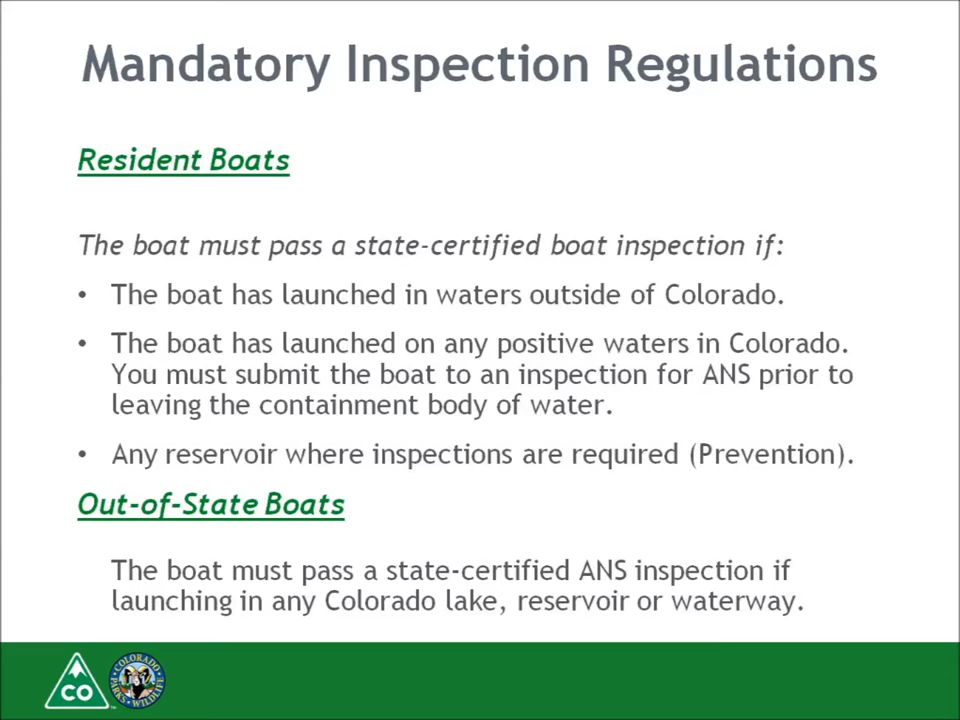 Mandatory Inspection Regulations
Resident Boats
The boat must pass a state-certified boat inspection if:
• The boat has launched in waters outside of Colorado.
• The boat has launched on any positive waters in Colorado.
You must submit the boat to an inspection for ANS prior to
leaving the containment body of water.
• Any reservoir where inspections are required (Prevention).
Out-of-State Boats
The boat must pass a state-certified ANS inspection if
launching in any Colorado lake, reservoir or waterway.
CO
COLORADO
PARKS • WILDLIFE